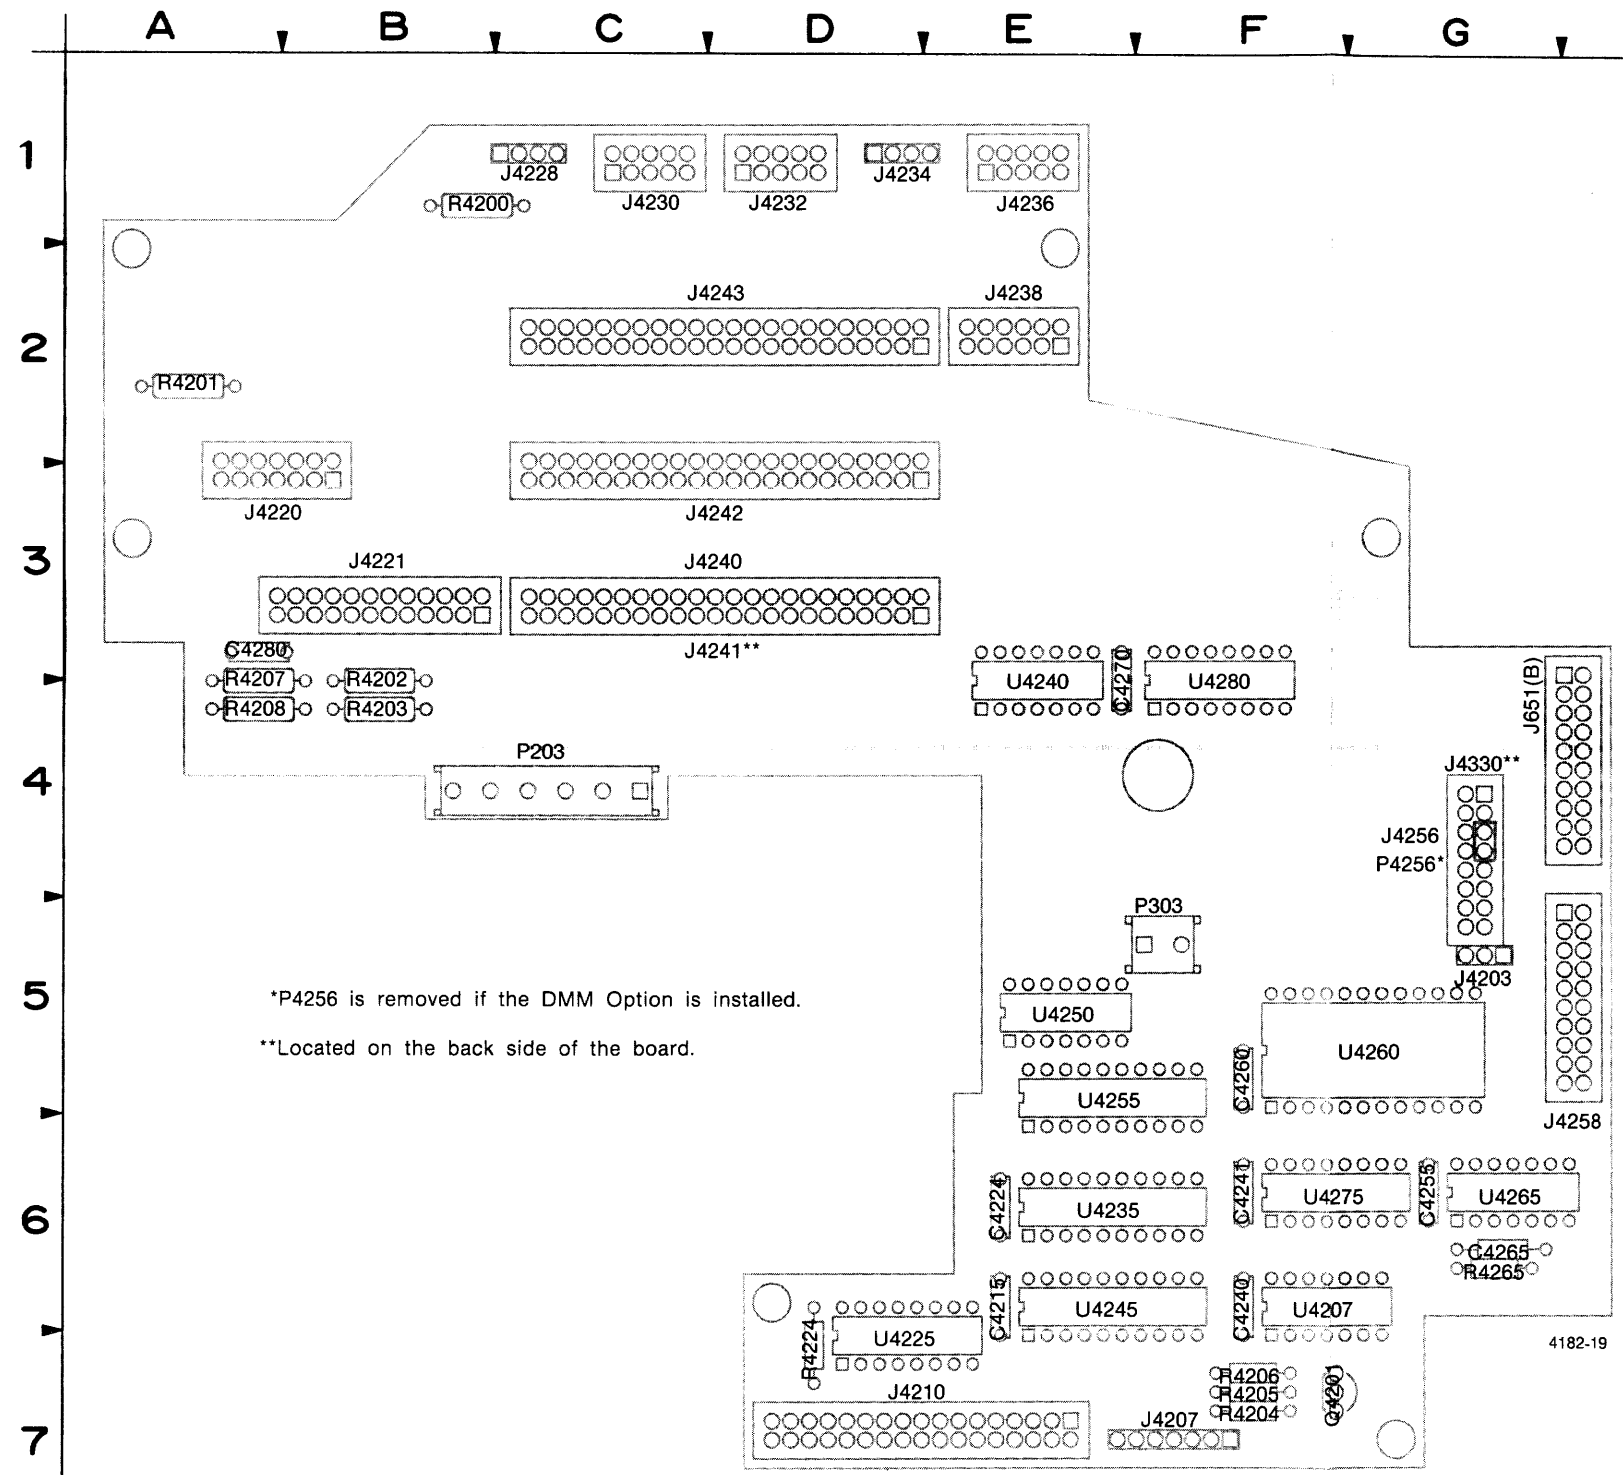 A B C D E F G
1
J4228
J4230
J4232
J4234
J4236
R4200
J4243
J4238
2
R4201
J4220
J4242
3
J4221
J4240
J4241**
C4280
R4207
R4202
R4208
R4203
U4240
C4270
U4280
J651(B)
P203
4
J4330**
J4256
P4256*
P303
J4203
5
*P4256 is removed if the DMM Option is installed.
**Located on the back side of the board.
U4250
U4260
C4260
U4255
J4258
6
C4224
U4235
C4241
U4275
C4255
U4265
C4265
R4265
C4215
U4245
C4240
U4207
R4224
U4225
4182-19
J4210
R4206
R4205
R4204
Q4201
J4207
7